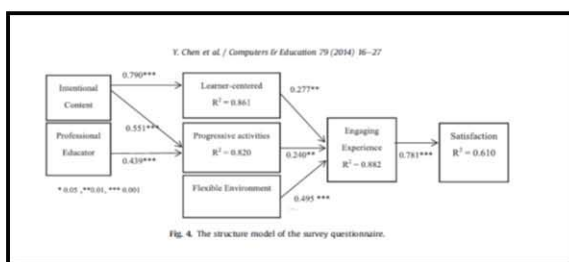 Y. Chen et al. / Computers & Education 79 (2014) 16–27
0.790***
Intentional
Content
Learner-centered
R² = 0.861
0.277**
0.551***
Professional
Educator
0.439***
Progressive activities
R² = 0.820
0.240**
Engaging
Experience
R² = 0.882
0.781***
Satisfaction
R² = 0.610
Flexible Environment
0.495 ***
* 0.05 ,**0.01, *** 0.001
Fig. 4. The structure model of the survey questionnaire.